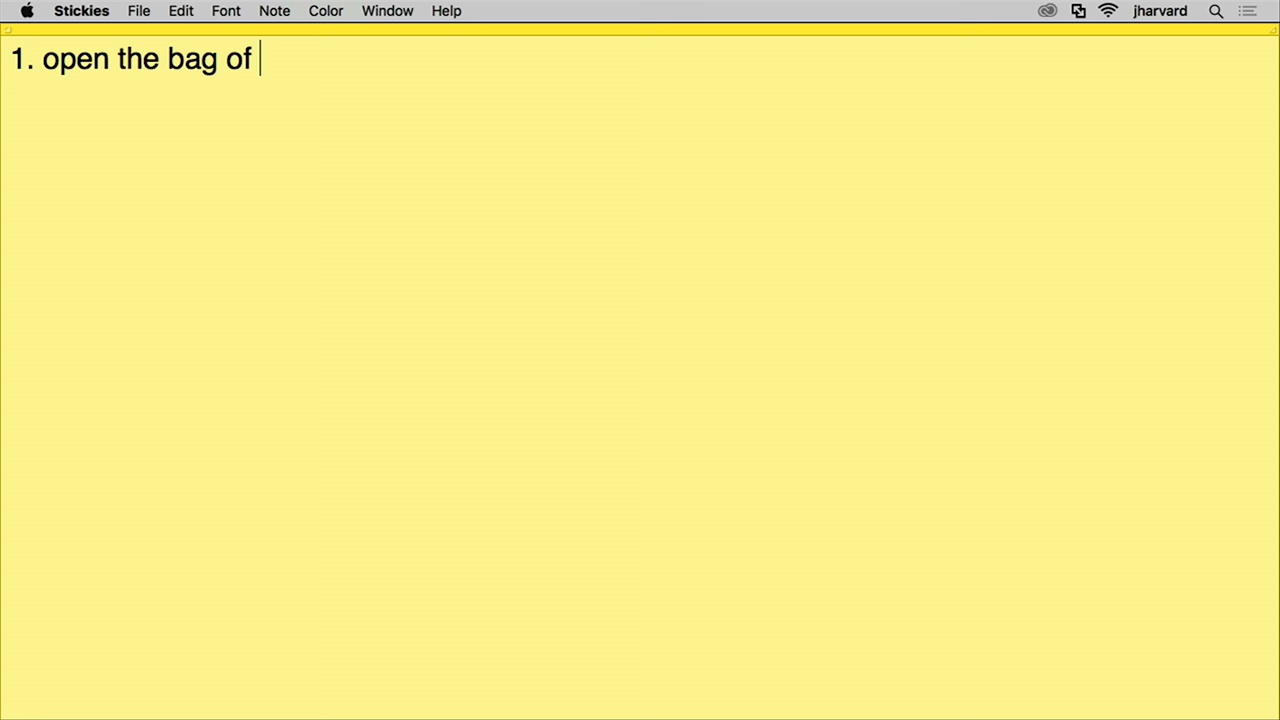 Stickies File Edit Font Note Color Window Help jharvard
1. open the bag of